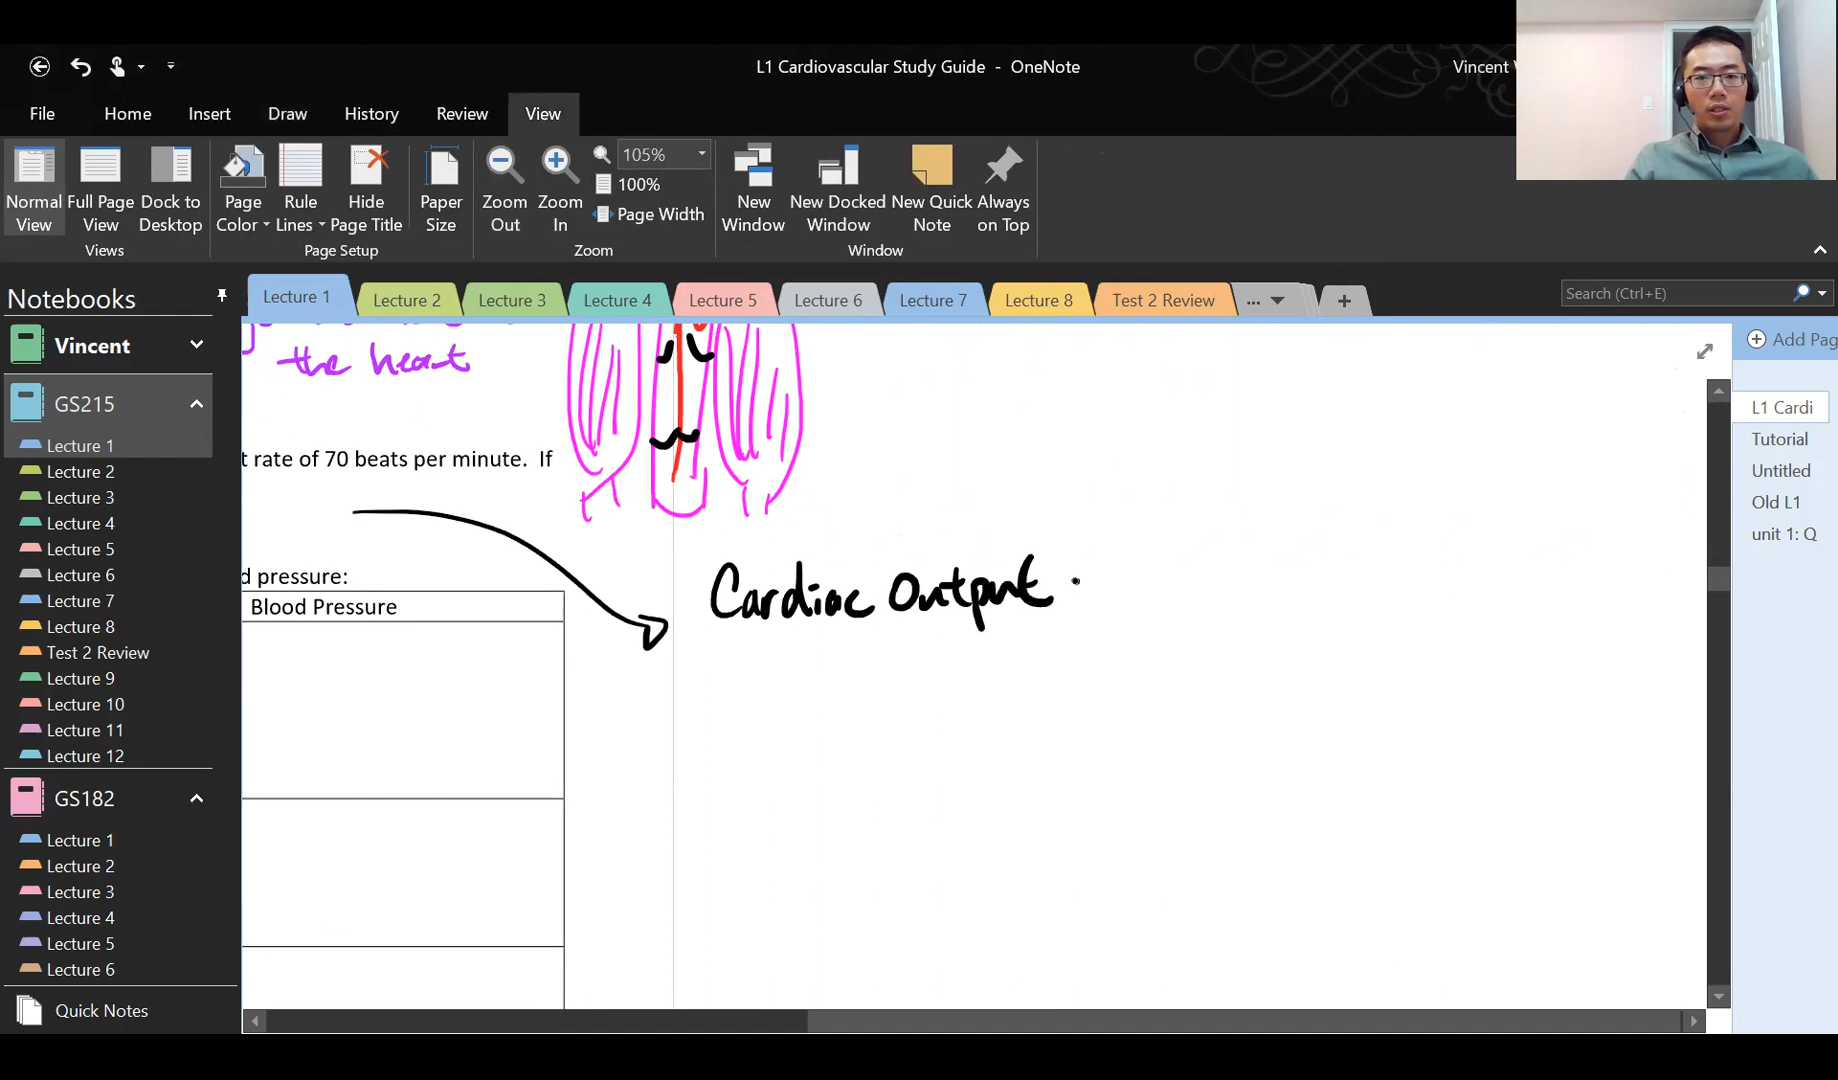 L1 Cardiovascular Study Guide - OneNote
Vincent
File Home Insert Draw History Review View
Normal View
Full Page View
Dock to Desktop
Views
Page Color
Rule Lines
Hide Page Title
Paper Size
Page Setup
Zoom Out
Zoom In
105%
100%
Page Width
Zoom
New Window
New Docked Window
New Quick Note
Always on Top
Window
Notebooks
Lecture 1 Lecture 2 Lecture 3 Lecture 4 Lecture 5 Lecture 6 Lecture 7 Lecture 8 Test 2 Review ...
Search (Ctrl+E)
Vincent
GS215
Lecture 1
Lecture 2
Lecture 3
Lecture 4
Lecture 5
Lecture 6
Lecture 7
Lecture 8
Test 2 Review
Lecture 9
Lecture 10
Lecture 11
Lecture 12
GS182
Lecture 1
Lecture 2
Lecture 3
Lecture 4
Lecture 5
Lecture 6
Quick Notes
the heart
t rate of 70 beats per minute. If
d pressure:
Blood Pressure
Cardiac Output
Add Pag
L1 Cardi
Tutorial
Untitled
Old L1
unit 1: Q